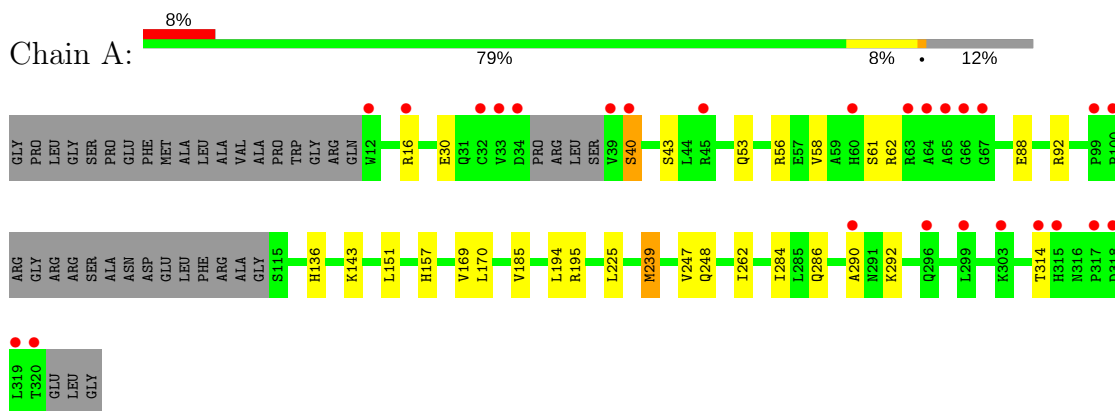 8%
Chain A:
79% 8% • 12%
GLY PRO LEU GLY SER PRO GLU PHE MET ALA LEU ALA VAL ALA PRO TRP GLY ARG GLN W12 R16 E30 Q31 C32 V33 D34 PRO ARG LEU SER V39 S40 S43 L44 R45 Q53 R56 E57 V58 A59 H60 S61 R62 R63 A64 A65 G66 G67 E88 R92 P99
ARG GLY ARG ARG SER ALA ASN ASP GLU LEU PHE ARG ALA GLY S115 H136 K143 L151 H157 V169 L170 V185 L194 R195 L225 M239 V247 Q248 I262 I284 L285 Q286 A290 N291 K292 Q296 L299 K303 T314 H315 N316 P317
L319 T320 GLU LEU GLY